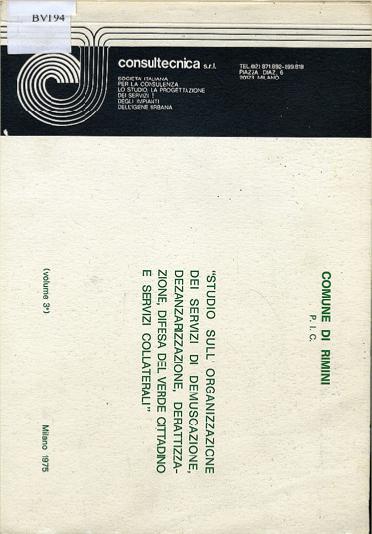 BV194
consultecnica s.r.l.
SOCIETÀ ITALIANA
PER LA CONSULENZA
LO STUDIO, LA PROGETTAZIONE
DEI SERVIZI E
DEGLI IMPIANTI
DELL'IGIENE URBANA
TEL. (02) 871.892-899.818
PIAZZA DIAZ, 6
20123 MILANO
COMUNE DI RIMINI
P. I. C.
"STUDIO SULL' ORGANIZZAZIONE
DEI SERVIZI DI DEMUSCAZIONE,
DEZANZARIZZAZIONE, DERATTIZZA-
ZIONE, DIFESA DEL VERDE CITTADINO
E SERVIZI COLLATERALI"
(volume 3°)
Milano 1975